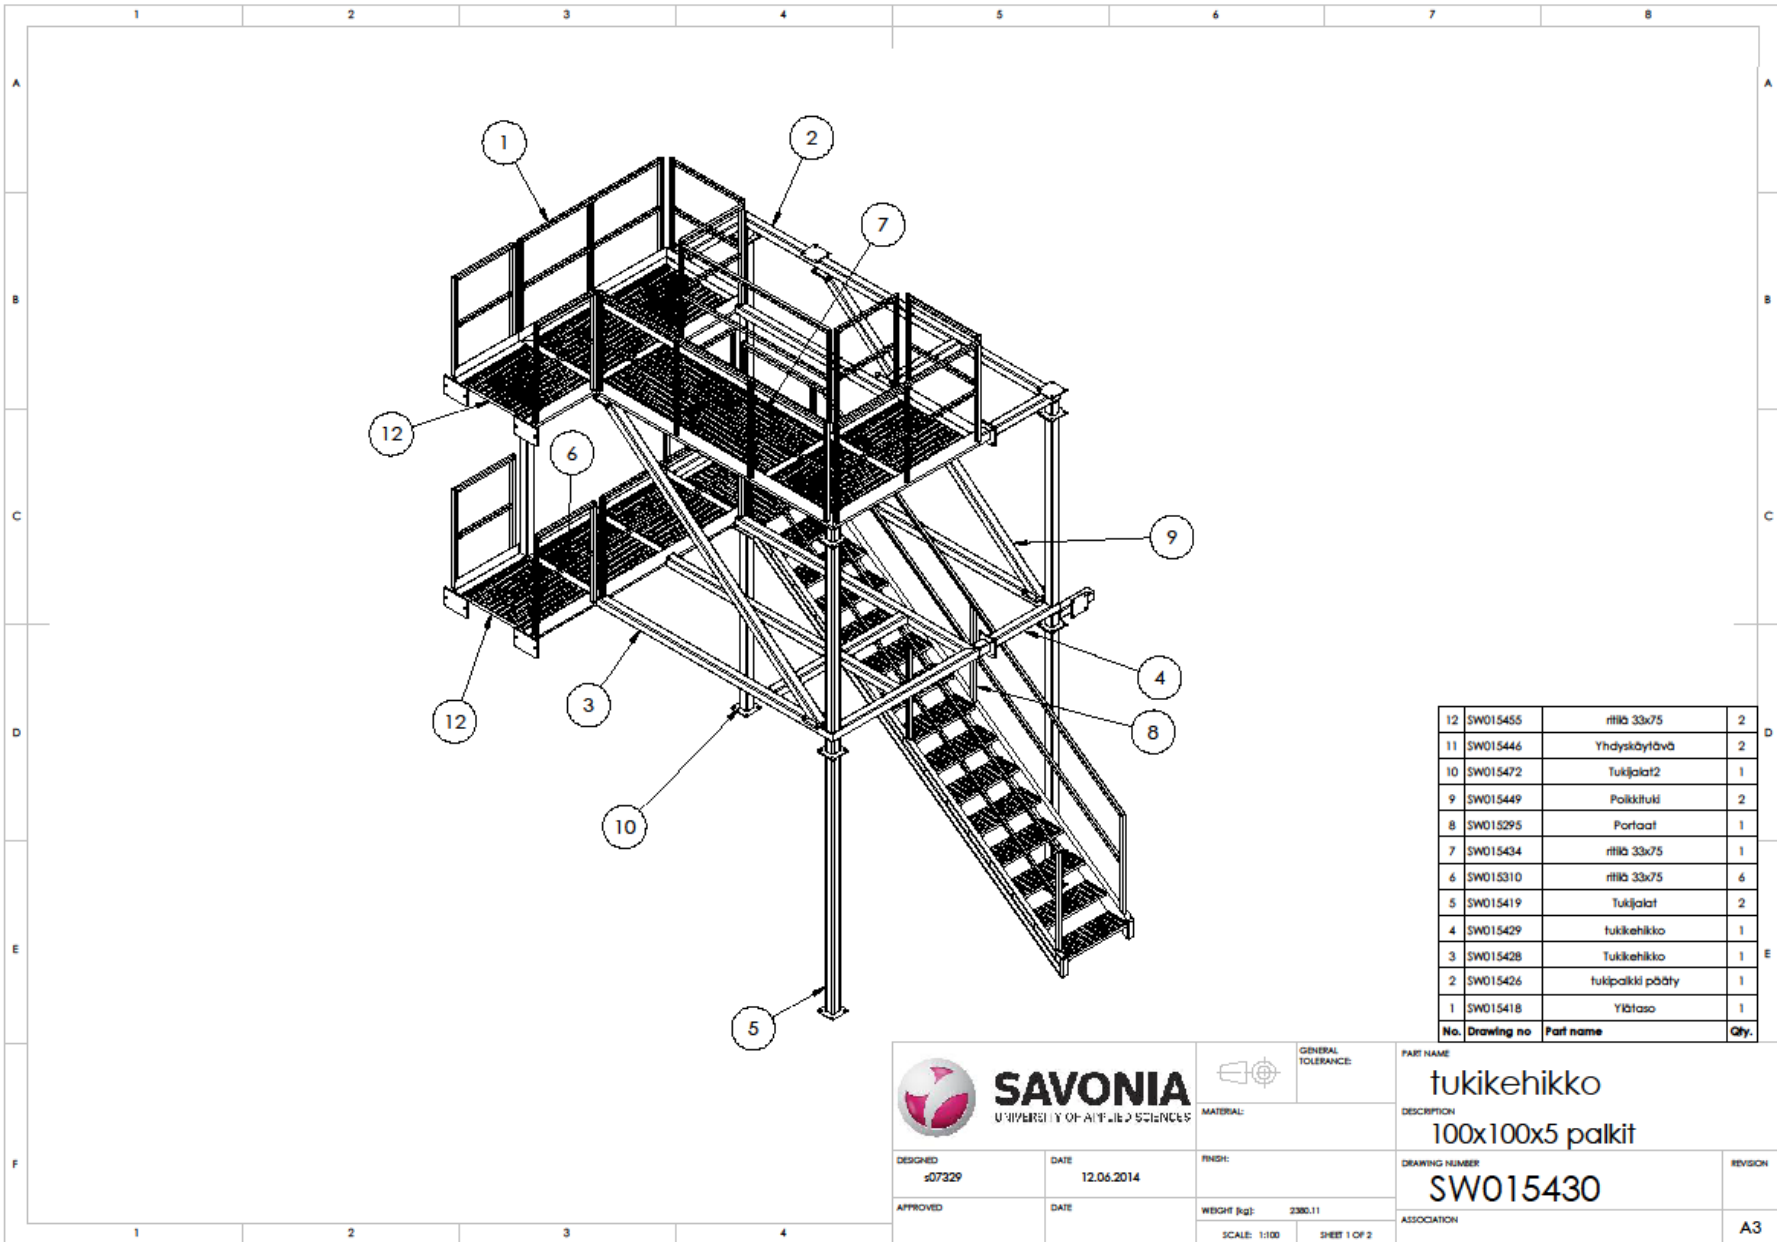 1 2 3 4 5 6 7 8
A A
1 2
B 7 B
12
6
C C
9
4
3
12
D 8 D
10
5
12 SW015455 ritilä 33x75 2
11 SW015446 Yhdyskäytävä 2
10 SW015472 Tukijalat2 1
9 SW015449 Poikkituki 2
8 SW015295 Portaat 1
7 SW015434 ritilä 33x75 1
6 SW015310 ritilä 33x75 6
5 SW015419 Tukijalat 2
4 SW015429 tukikehikko 1
3 SW015428 Tukikehikko 1
2 SW015426 tukipalkki pääty 1
1 SW015418 Ylätaso 1
No. Drawing no Part name Qty.
E E
SAVONIA
UNIVERSITY OF APPLIED SCIENCES
GENERAL
TOLERANCE:
PART NAME
tukikehikko
MATERIAL:
DESCRIPTION
100x100x5 palkit
F
DESIGNED
s07329
DATE
12.06.2014
FINISH:
DRAWING NUMBER
SW015430
REVISION
APPROVED
DATE
WEIGHT [kg]: 2380.11
SCALE: 1:100
SHEET 1 OF 2
ASSOCIATION
A3
1 2 3 4